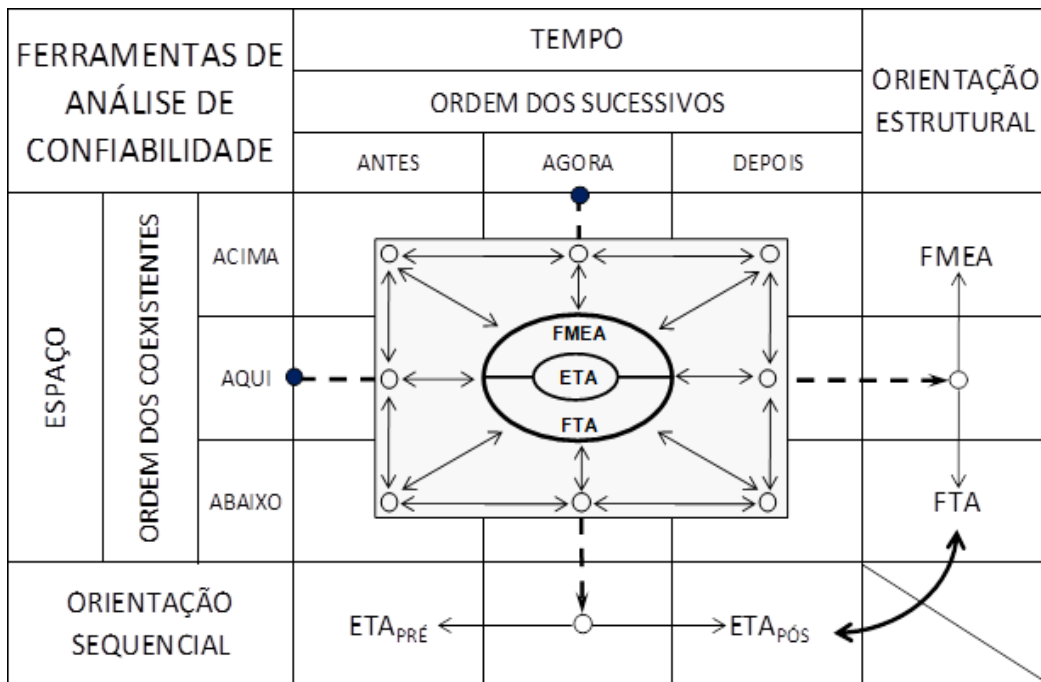 FERRAMENTAS DE
ANÁLISE DE
CONFIABILIDADE
TEMPO
ORDEM DOS SUCESSIVOS
ANTES
AGORA
DEPOIS
ORIENTAÇÃO
ESTRUTURAL
ESPAÇO
ORDEM DOS COEXISTENTES
ACIMA
AQUI
ABAIXO
FMEA
ETA
FTA
FMEA
FTA
ORIENTAÇÃO
SEQUENCIAL
ETAPRÉ
ETAPÓS